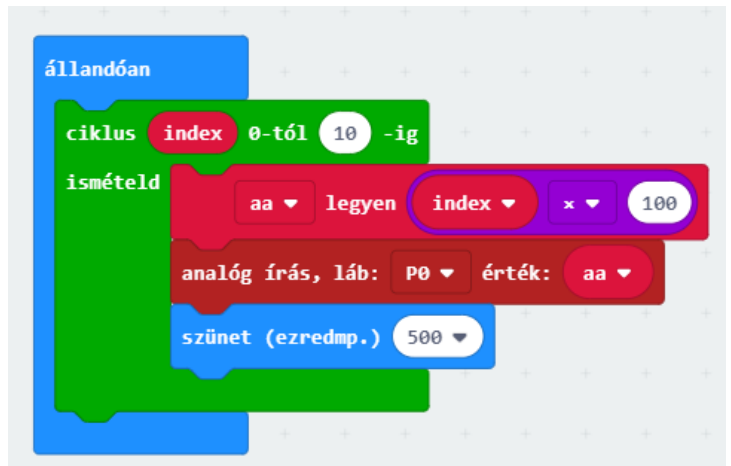 állandóan
ciklus index 0-tól 10 -ig
ismételd
aa legyen index x 100
analóg írás, láb: P0 érték: aa
szünet (ezredmp.) 500